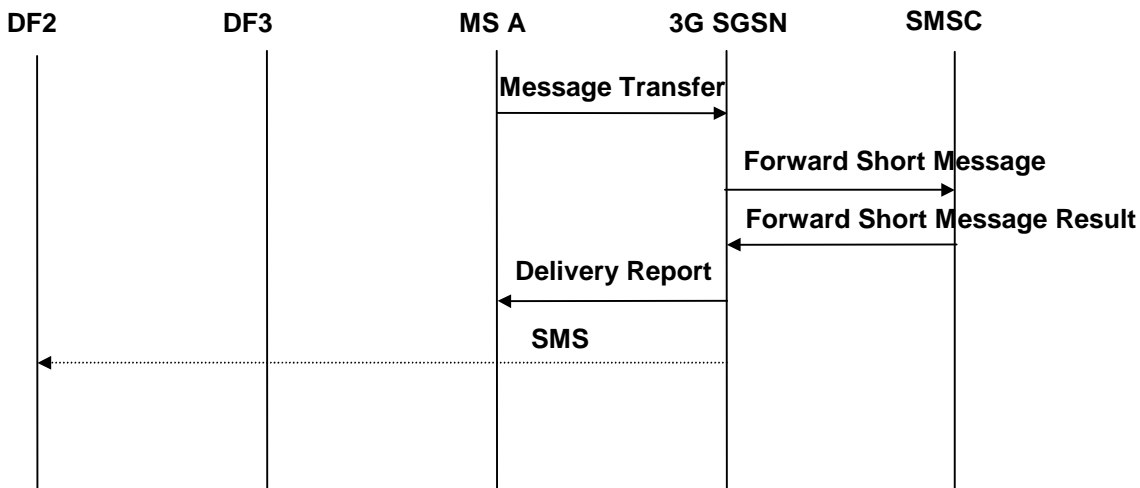 DF2 DF3 MS A 3G SGSN SMSC
Message Transfer
Forward Short Message
Forward Short Message Result
Delivery Report
SMS